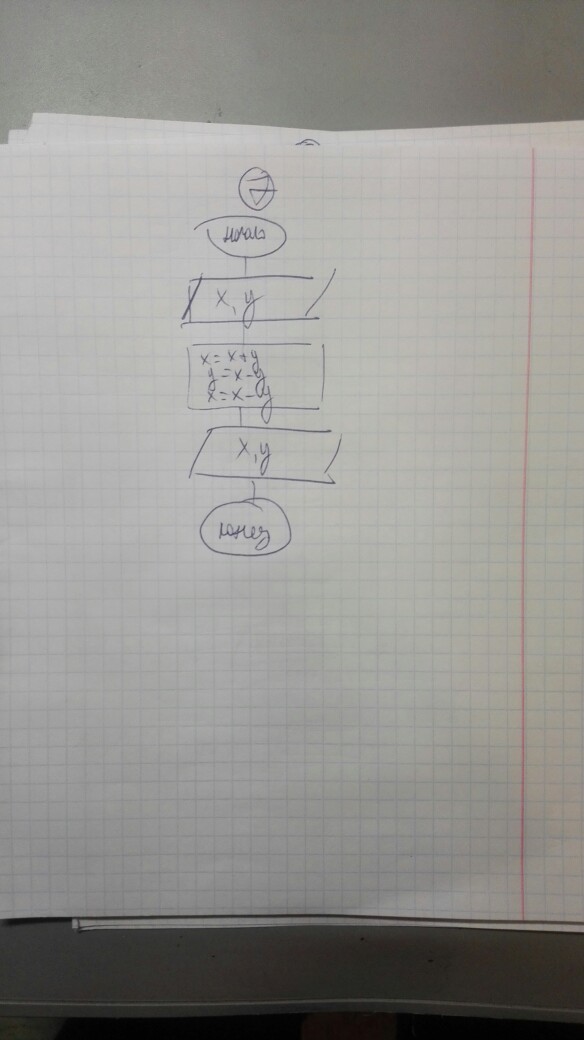 7
начало
x, y
x = x + y
y = x - y
x = x - y
x, y
конец